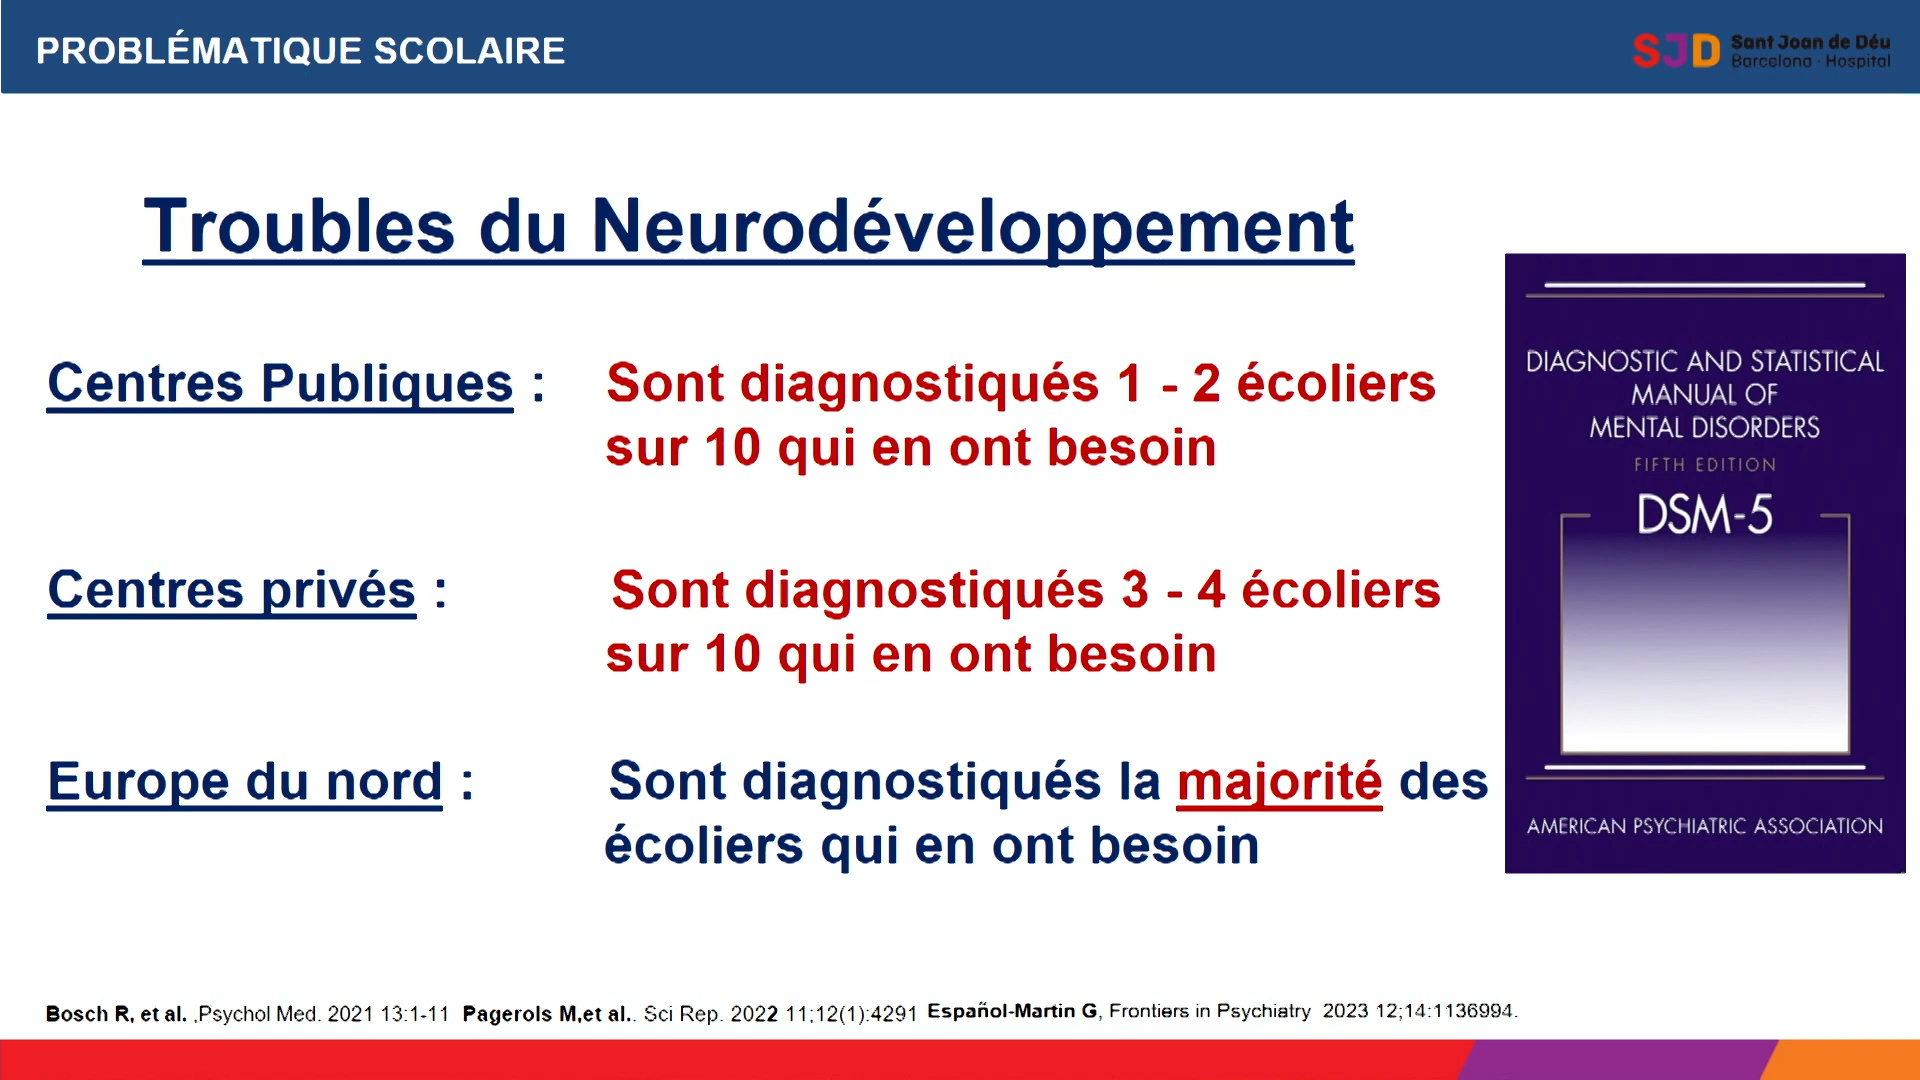 PROBLÉMATIQUE SCOLAIRE
SJD Sant Joan de Déu
Barcelona · Hospital
Troubles du Neurodéveloppement
Centres Publiques : Sont diagnostiqués 1 - 2 écoliers
sur 10 qui en ont besoin
Centres privés : Sont diagnostiqués 3 - 4 écoliers
sur 10 qui en ont besoin
Europe du nord : Sont diagnostiqués la majorité des
écoliers qui en ont besoin
DIAGNOSTIC AND STATISTICAL
MANUAL OF
MENTAL DISORDERS
FIFTH EDITION
DSM-5
AMERICAN PSYCHIATRIC ASSOCIATION
Bosch R, et al. ,Psychol Med. 2021 13:1-11 Pagerols M,et al.. Sci Rep. 2022 11;12(1):4291 Español-Martin G, Frontiers in Psychiatry 2023 12;14:1136994.